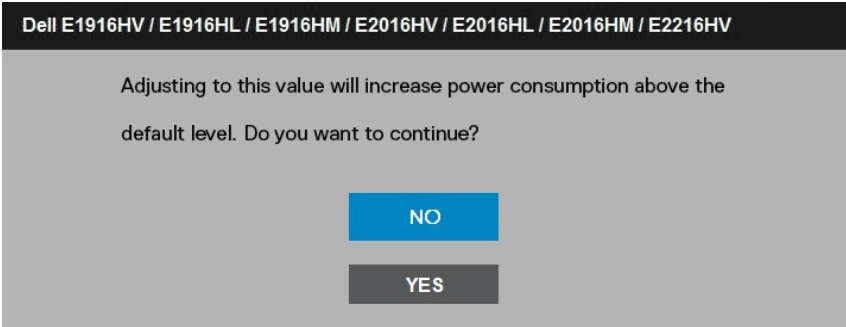 Dell E1916HV / E1916HL / E1916HM / E2016HV / E2016HL / E2016HM / E2216HV
Adjusting to this value will increase power consumption above the
default level. Do you want to continue?
NO
YES